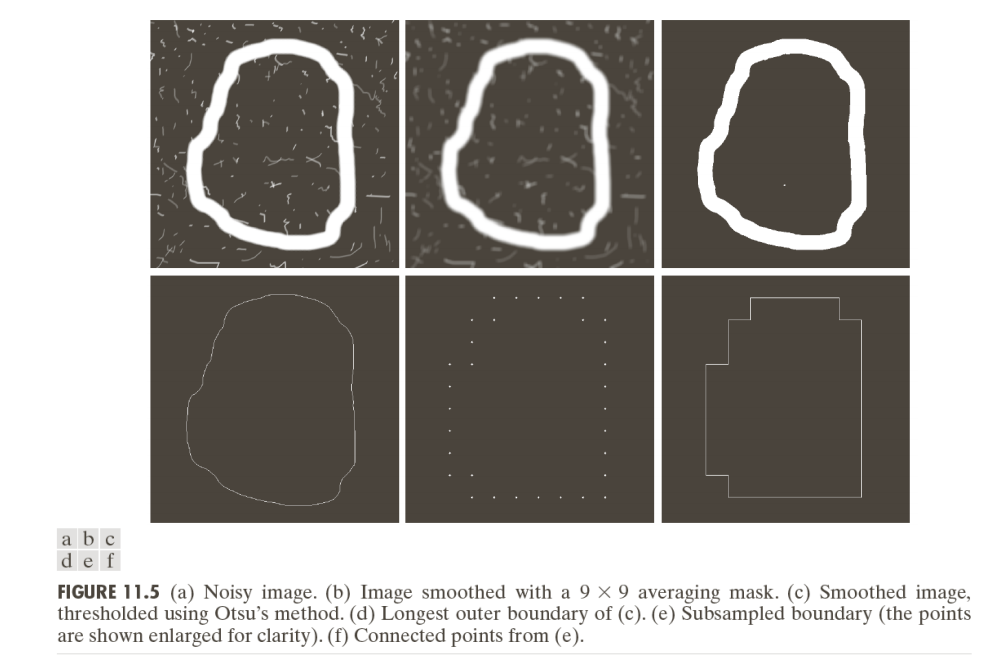 a b c
d e f
FIGURE 11.5 (a) Noisy image. (b) Image smoothed with a 9 × 9 averaging mask. (c) Smoothed image,
thresholded using Otsu's method. (d) Longest outer boundary of (c). (e) Subsampled boundary (the points
are shown enlarged for clarity). (f) Connected points from (e).